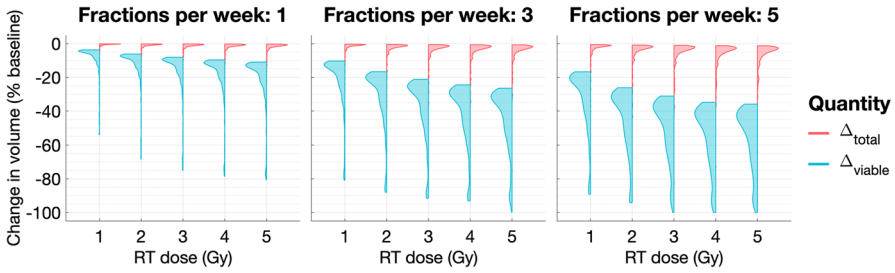 Fractions per week: 1
Fractions per week: 3
Fractions per week: 5
Change in volume (% baseline)
0
-20
-40
-60
-80
-100
1 2 3 4 5
1 2 3 4 5
1 2 3 4 5
RT dose (Gy)
RT dose (Gy)
RT dose (Gy)
Quantity
Δtotal
Δviable